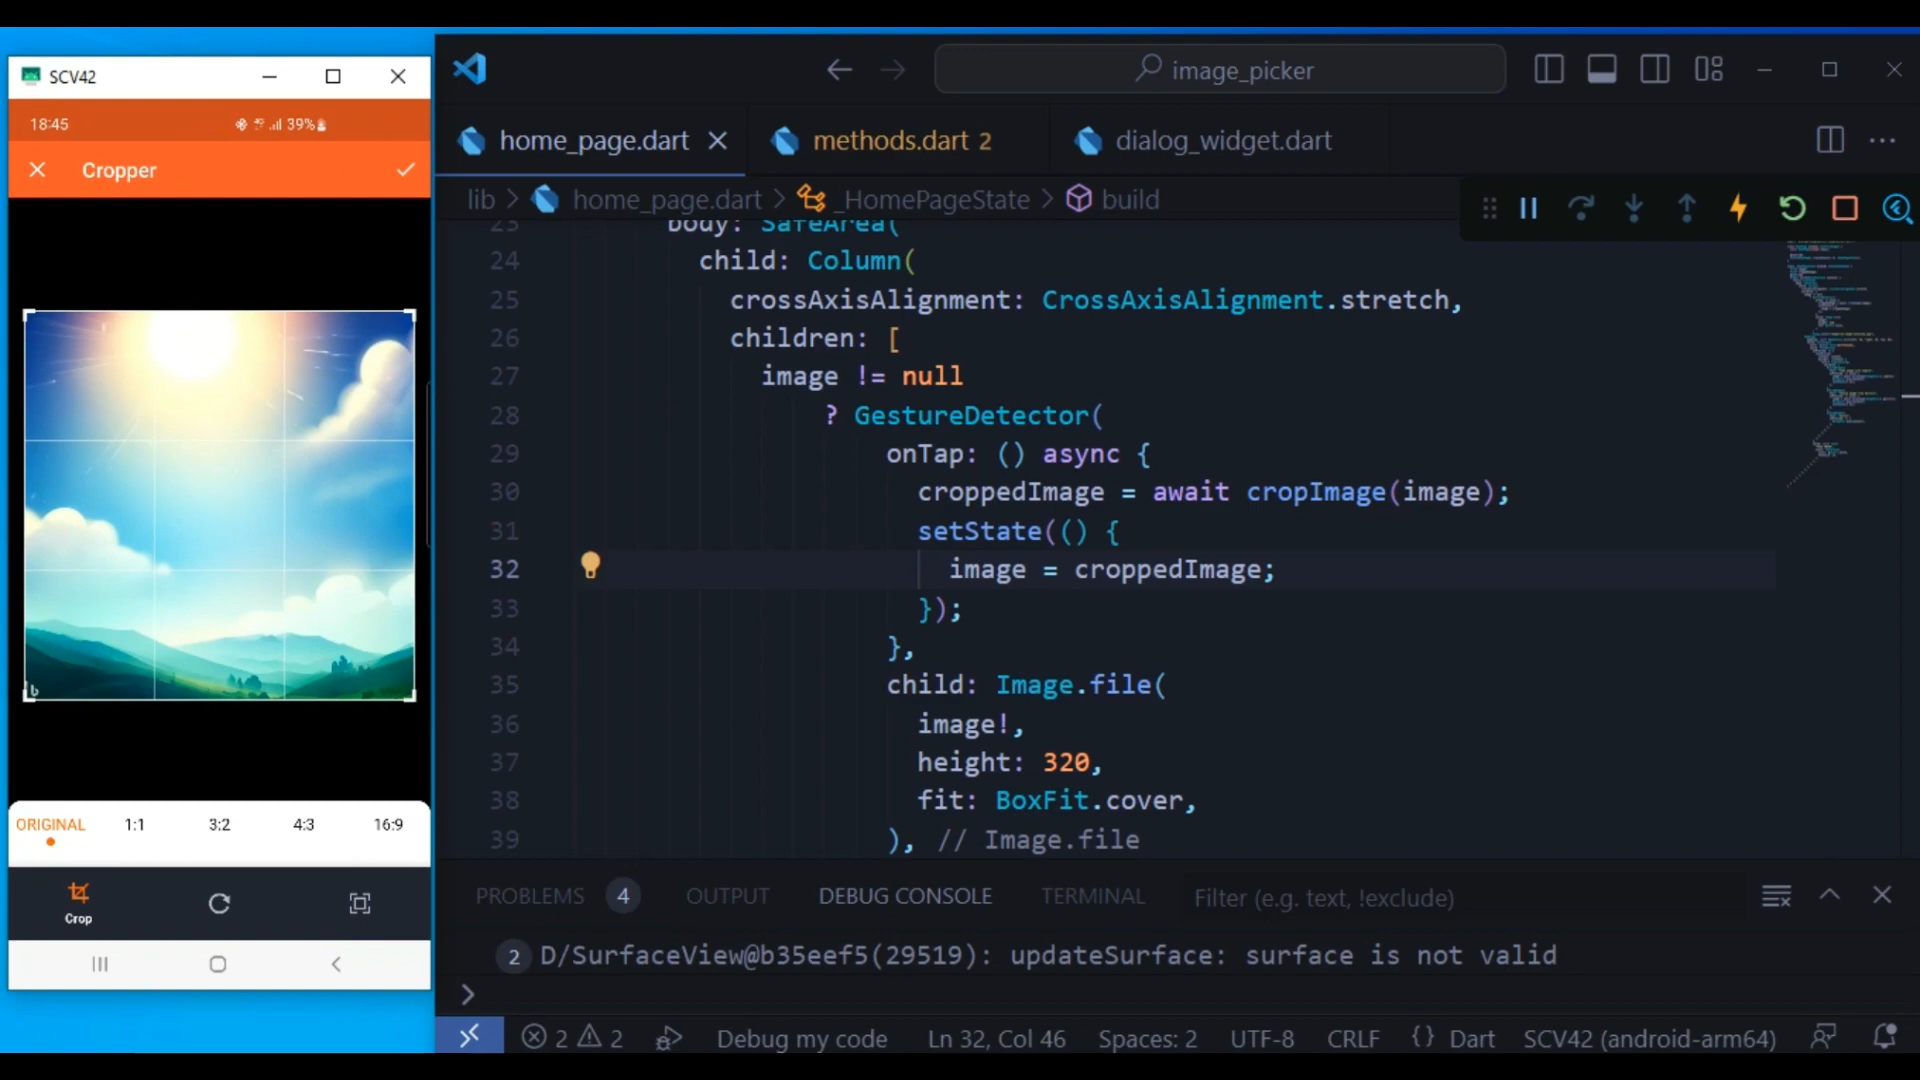 SCV42
18:45
39%
Cropper
ORIGINAL 1:1 3:2 4:3 16:9
Crop
image_picker
home_page.dart
methods.dart 2
dialog_widget.dart
lib > home_page.dart > _HomePageState > build
23 body: SafeArea(
24 child: Column(
25 crossAxisAlignment: CrossAxisAlignment.stretch,
26 children: [
27 image != null
28 ? GestureDetector(
29 onTap: () async {
30 croppedImage = await cropImage(image);
31 setState(() {
32 image = croppedImage;
33 });
34 },
35 child: Image.file(
36 image!,
37 height: 320,
38 fit: BoxFit.cover,
39 ), // Image.file
PROBLEMS 4 OUTPUT DEBUG CONSOLE TERMINAL Filter (e.g. text, !exclude)
2 D/SurfaceView@b35eef5(29519): updateSurface: surface is not valid
>
2 2 Debug my code Ln 32, Col 46 Spaces: 2 UTF-8 CRLF {} Dart SCV42 (android-arm64)